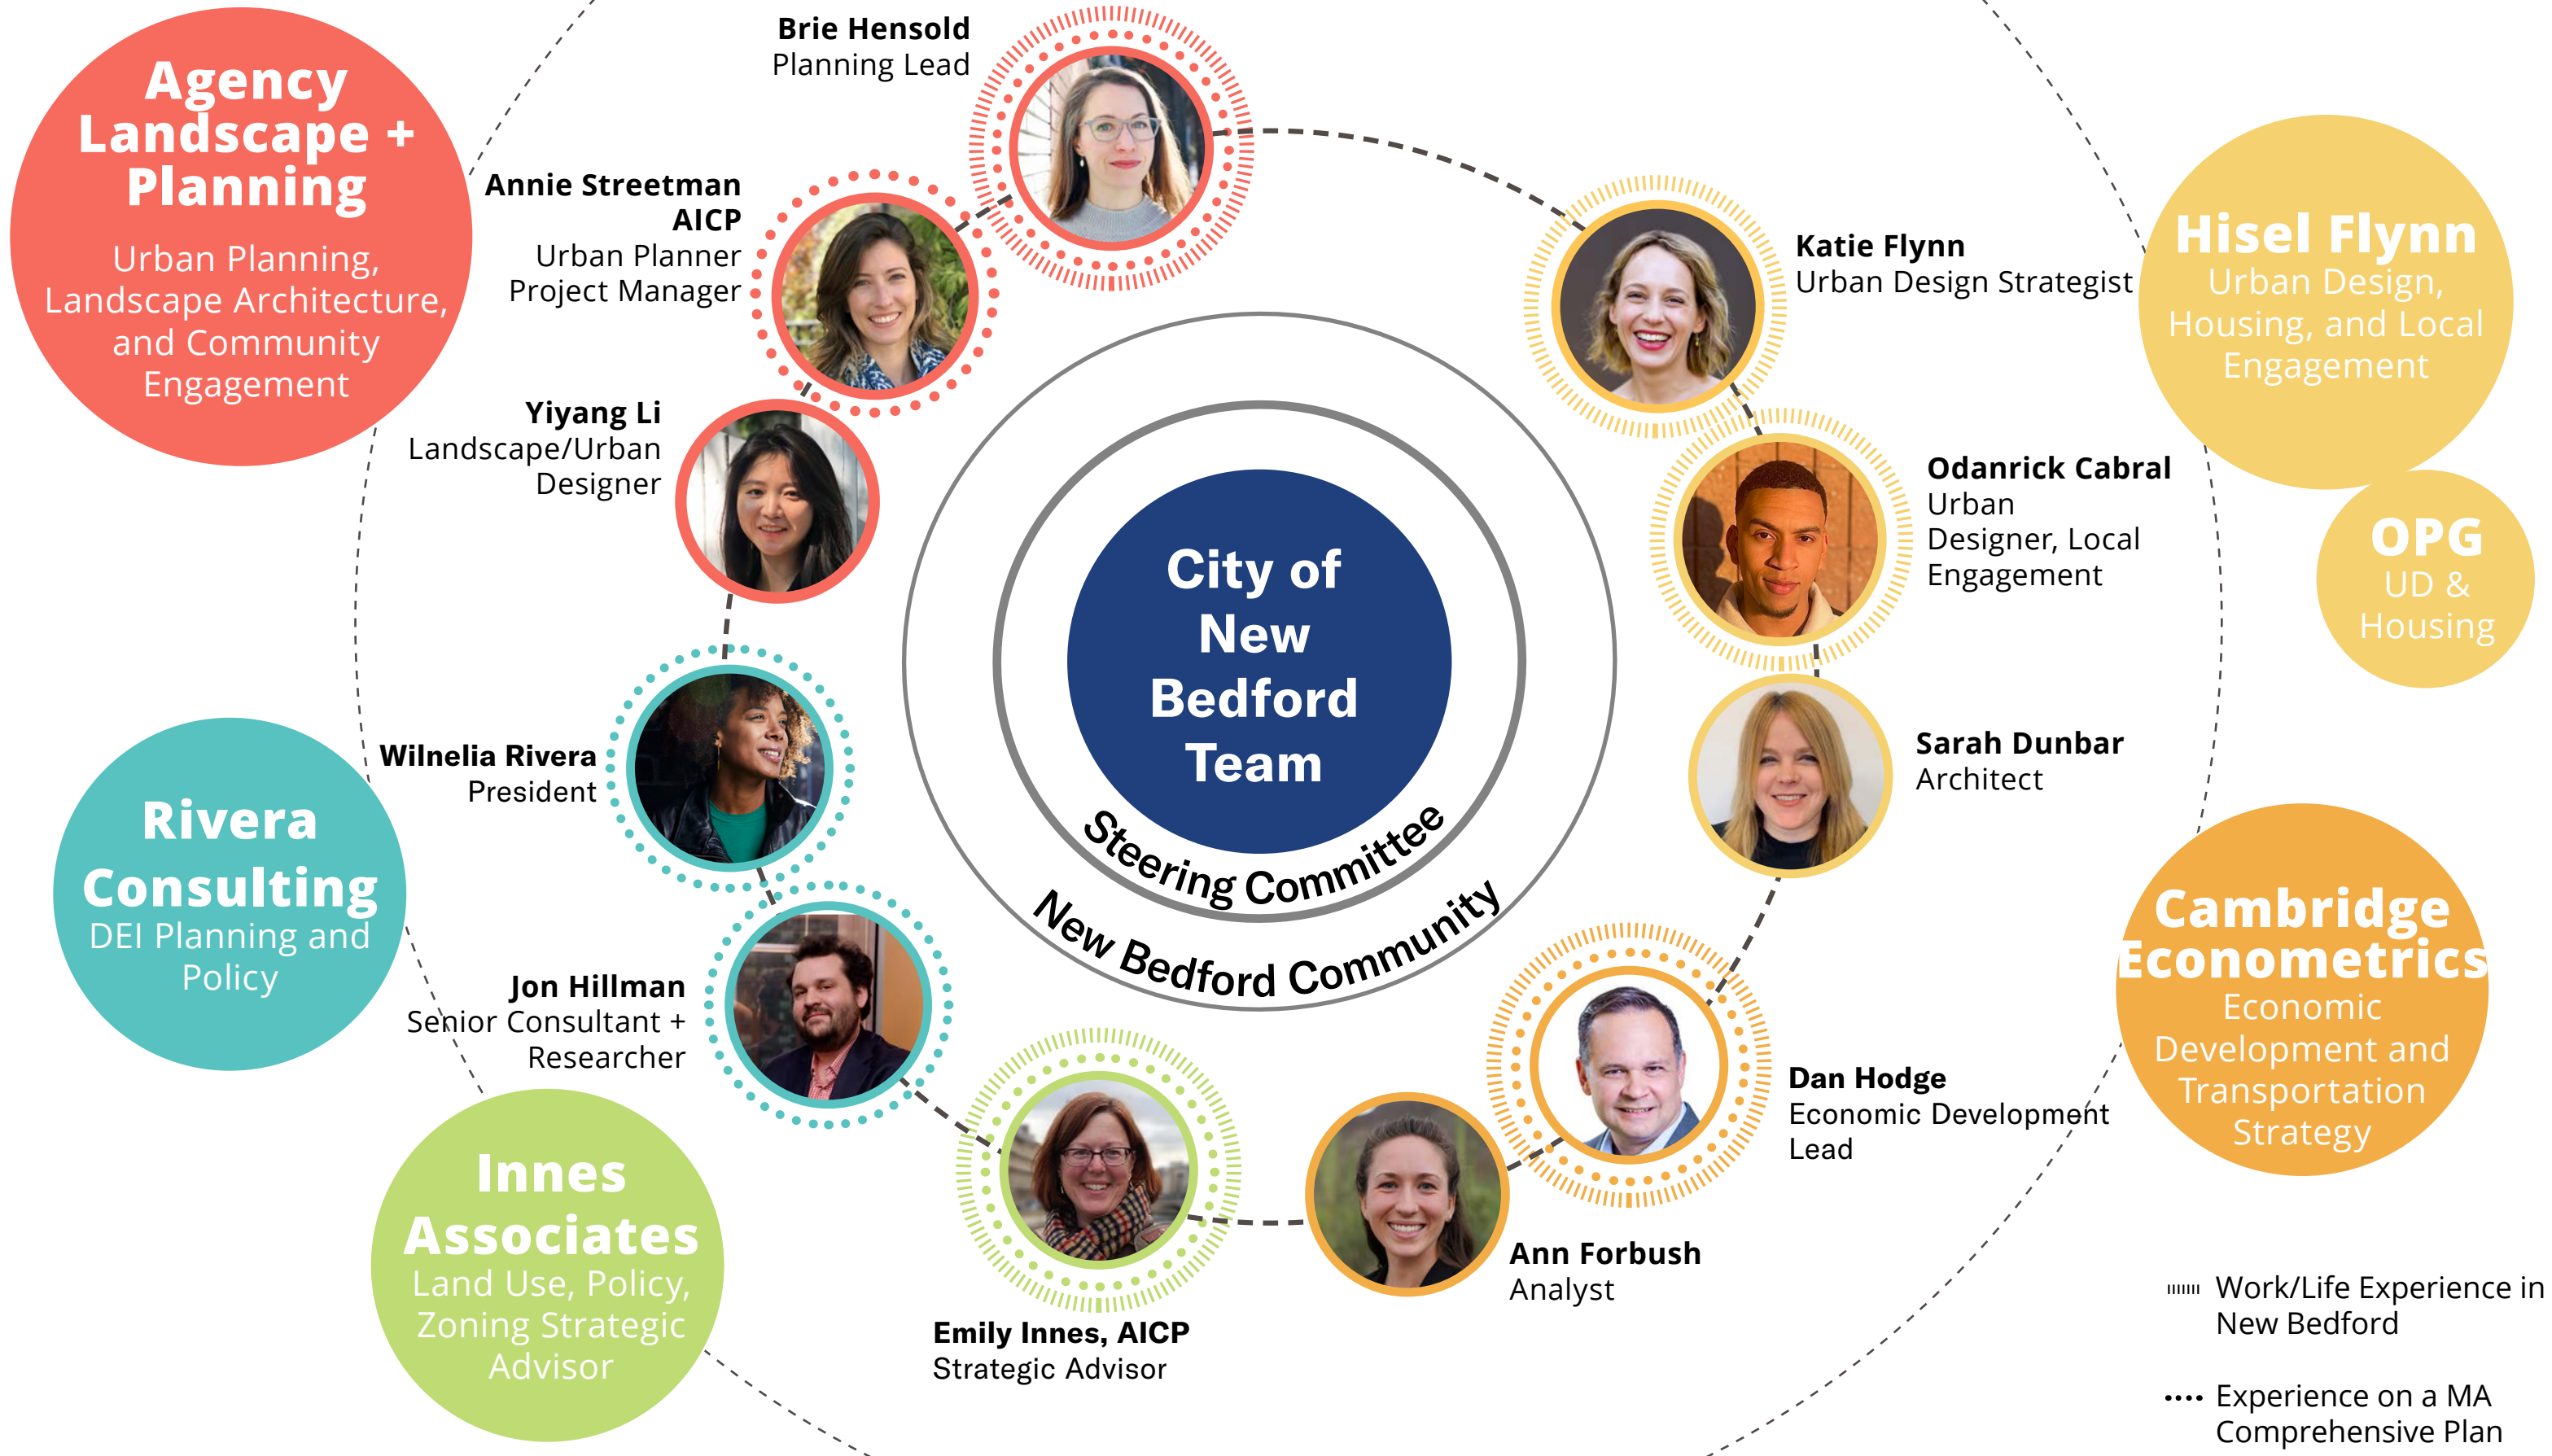 Agency
Landscape +
Planning
Urban Planning,
Landscape Architecture,
and Community
Engagement
Brie Hensold
Planning Lead
Annie Streetman
AICP
Urban Planner
Project Manager
Yiyang Li
Landscape/Urban
Designer
Wilnelia Rivera
President
Rivera
Consulting
DEI Planning and
Policy
Jon Hillman
Senior Consultant +
Researcher
Innes
Associates
Land Use, Policy,
Zoning Strategic
Advisor
Emily Innes, AICP
Strategic Advisor
City of
New
Bedford
Team
Steering Committee
New Bedford Community
Katie Flynn
Urban Design Strategist
Hisel Flynn
Urban Design,
Housing, and Local
Engagement
Odanrick Cabral
Urban
Designer, Local
Engagement
OPG
UD &
Housing
Sarah Dunbar
Architect
Cambridge
Econometrics
Economic
Development and
Transportation
Strategy
Dan Hodge
Economic Development
Lead
Ann Forbush
Analyst
Work/Life Experience in
New Bedford
Experience on a MA
Comprehensive Plan